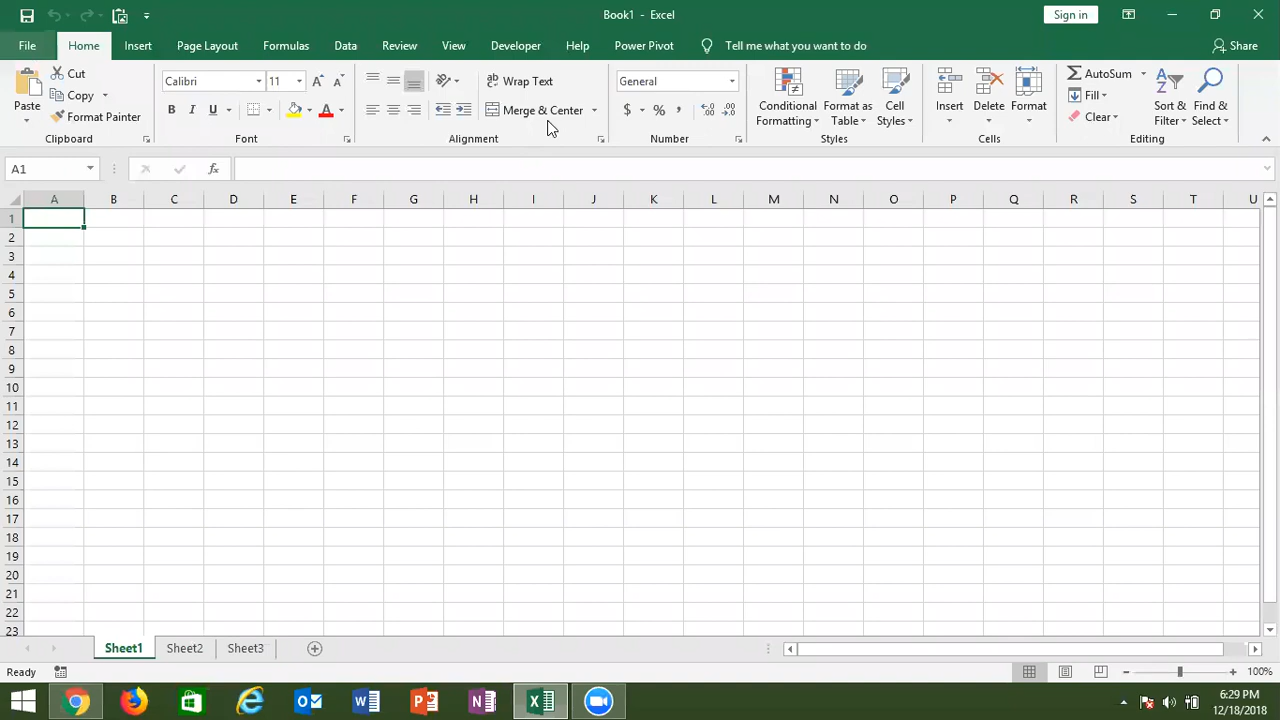 Book1 - Excel
Sign in
File Home Insert Page Layout Formulas Data Review View Developer Help Power Pivot Tell me what you want to do Share
Paste
Cut
Copy
Format Painter
Clipboard
Calibri 11
B I U A
Font
Wrap Text
Merge & Center
Alignment
General
$ % ,
Number
Conditional Formatting
Format as Table
Cell Styles
Styles
Insert
Delete
Format
Cells
AutoSum
Fill
Clear
Sort & Filter
Find & Select
Editing
A1
fx
A B C D E F G H I J K L M N O P Q R S T U
1
2
3
4
5
6
7
8
9
10
11
12
13
14
15
16
17
18
19
20
21
22
23
Sheet1 Sheet2 Sheet3
Ready
100%
6:29 PM
12/18/2018